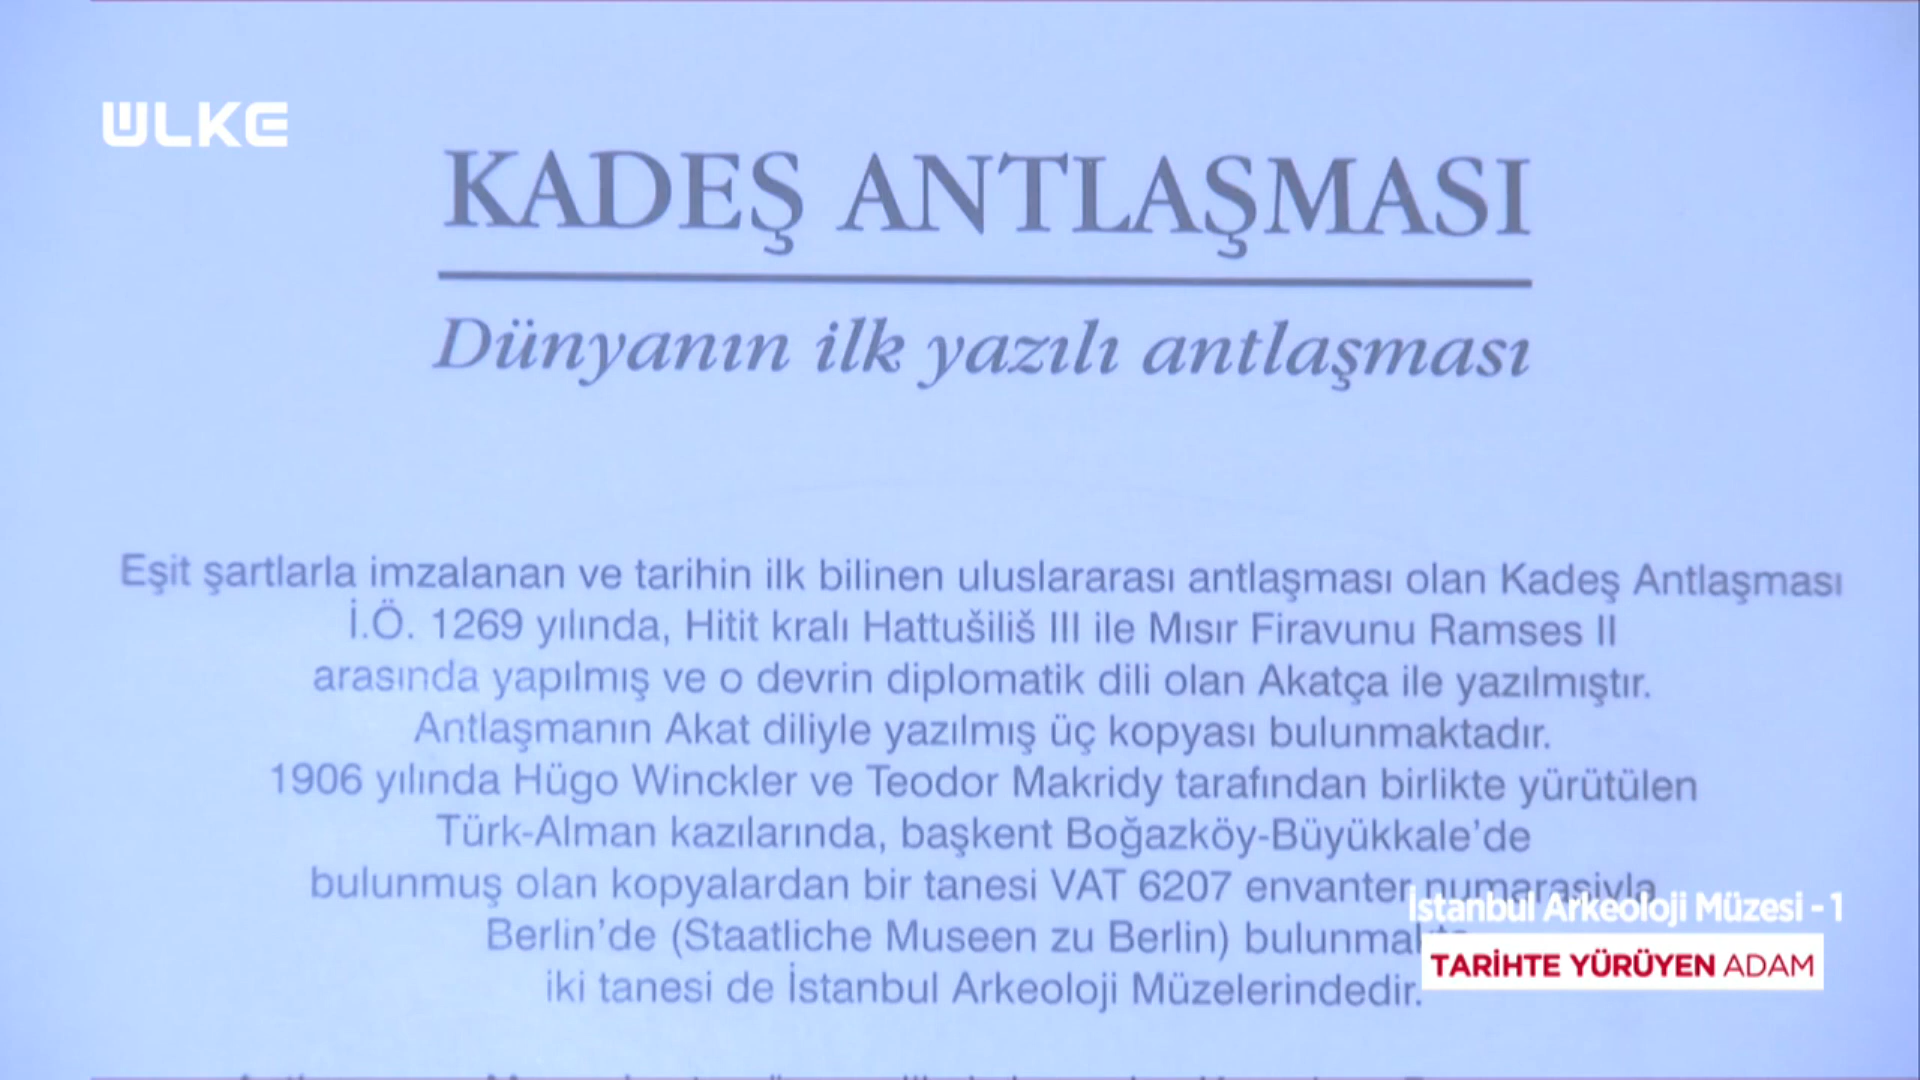 ÜLKE
KADEŞ ANTLAŞMASI
Dünyanın ilk yazılı antlaşması
Eşit şartlarla imzalanan ve tarihin ilk bilinen uluslararası antlaşması olan Kadeş Antlaşması
İ.Ö. 1269 yılında, Hitit kralı Hattušiliš III ile Mısır Firavunu Ramses II
arasında yapılmış ve o devrin diplomatik dili olan Akatça ile yazılmıştır.
Antlaşmanın Akat diliyle yazılmış üç kopyası bulunmaktadır.
1906 yılında Hügo Winckler ve Teodor Makridy tarafından birlikte yürütülen
Türk-Alman kazılarında, başkent Boğazköy-Büyükkale'de
bulunmuş olan kopyalardan bir tanesi VAT 6207 envanter numarasiyla
Berlin'de (Staatliche Museen zu Berlin)
iki tanesi de İstanbul Arkeoloji Müzelerindedir.
İstanbul Arkeoloji Müzesi - 1
TARİHTE YÜRÜYEN ADAM